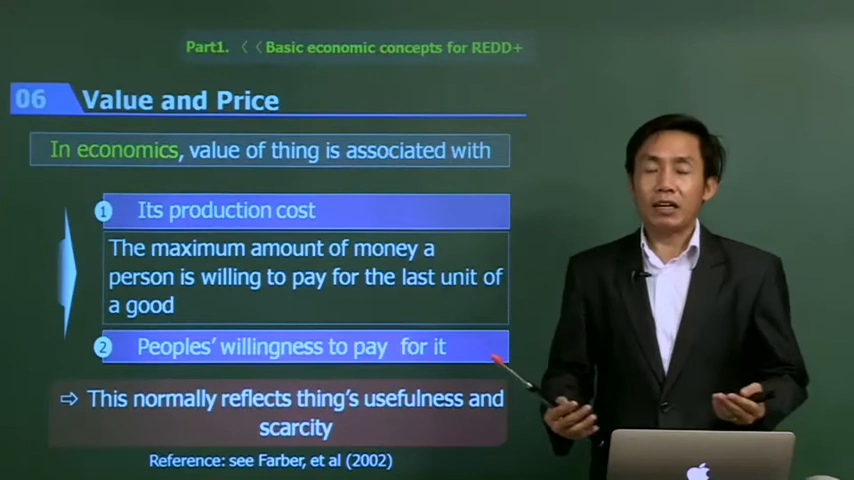 Part1. 〈〈 Basic economic concepts for REDD+
06 Value and Price
In economics, value of thing is associated with
1 Its production cost
The maximum amount of money a
person is willing to pay for the last unit of
a good
2 Peoples' willingness to pay for it
⇨ This normally reflects thing's usefulness and
scarcity
Reference: see Farber, et al (2002)